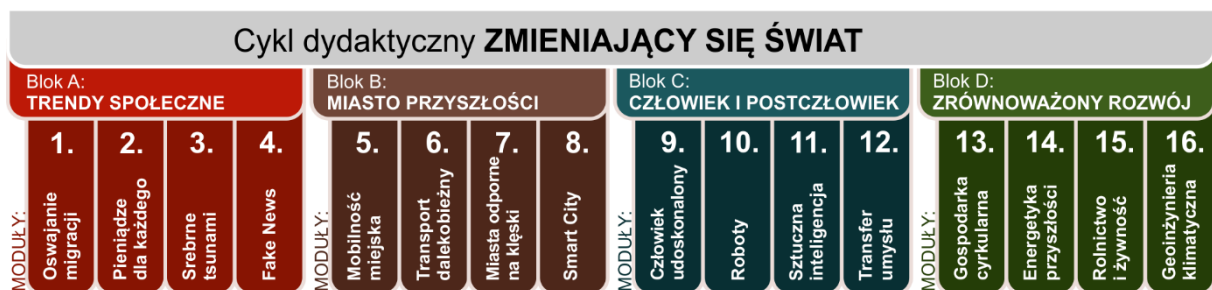 Cykl dydaktyczny ZMIENIAJĄCY SIĘ ŚWIAT
Blok A:
TRENDY SPOŁECZNE
MODUŁY:
1.
Oswajanie
migracji
2.
Pieniądze
dla każdego
3.
Srebrne
tsunami
4.
Fake News
Blok B:
MIASTO PRZYSZŁOŚCI
MODUŁY:
5.
Mobilność
miejska
6.
Transport
dalekobieżny
7.
Miasta odporne
na klęski
8.
Smart City
Blok C:
CZŁOWIEK I POSTCZŁOWIEK
MODUŁY:
9.
Człowiek
udoskonalony
10.
Roboty
11.
Sztuczna
inteligencja
12.
Transfer
umysłu
Blok D:
ZRÓWNOWAŻONY ROZWÓJ
MODUŁY:
13.
Gospodarka
cyrkularna
14.
Energetyka
przyszłości
15.
Rolnictwo
i żywność
16.
Geoinżynieria
klimatyczna